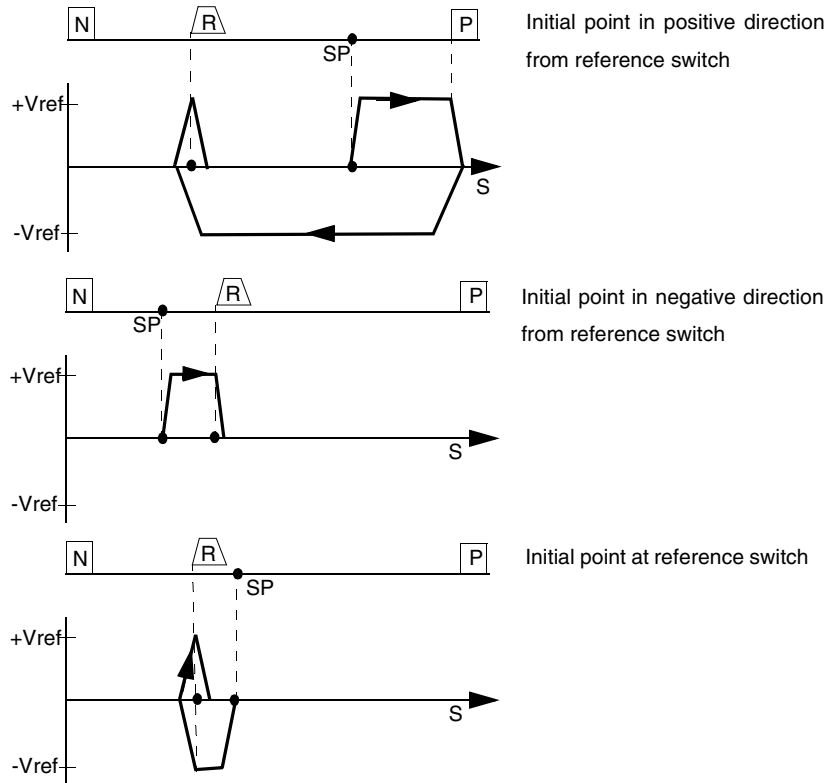 N R P
SP
Initial point in positive direction
from reference switch
+Vref
S
-Vref
N R P
SP
Initial point in negative direction
from reference switch
+Vref
S
-Vref
N R P
SP
Initial point at reference switch
+Vref
S
-Vref